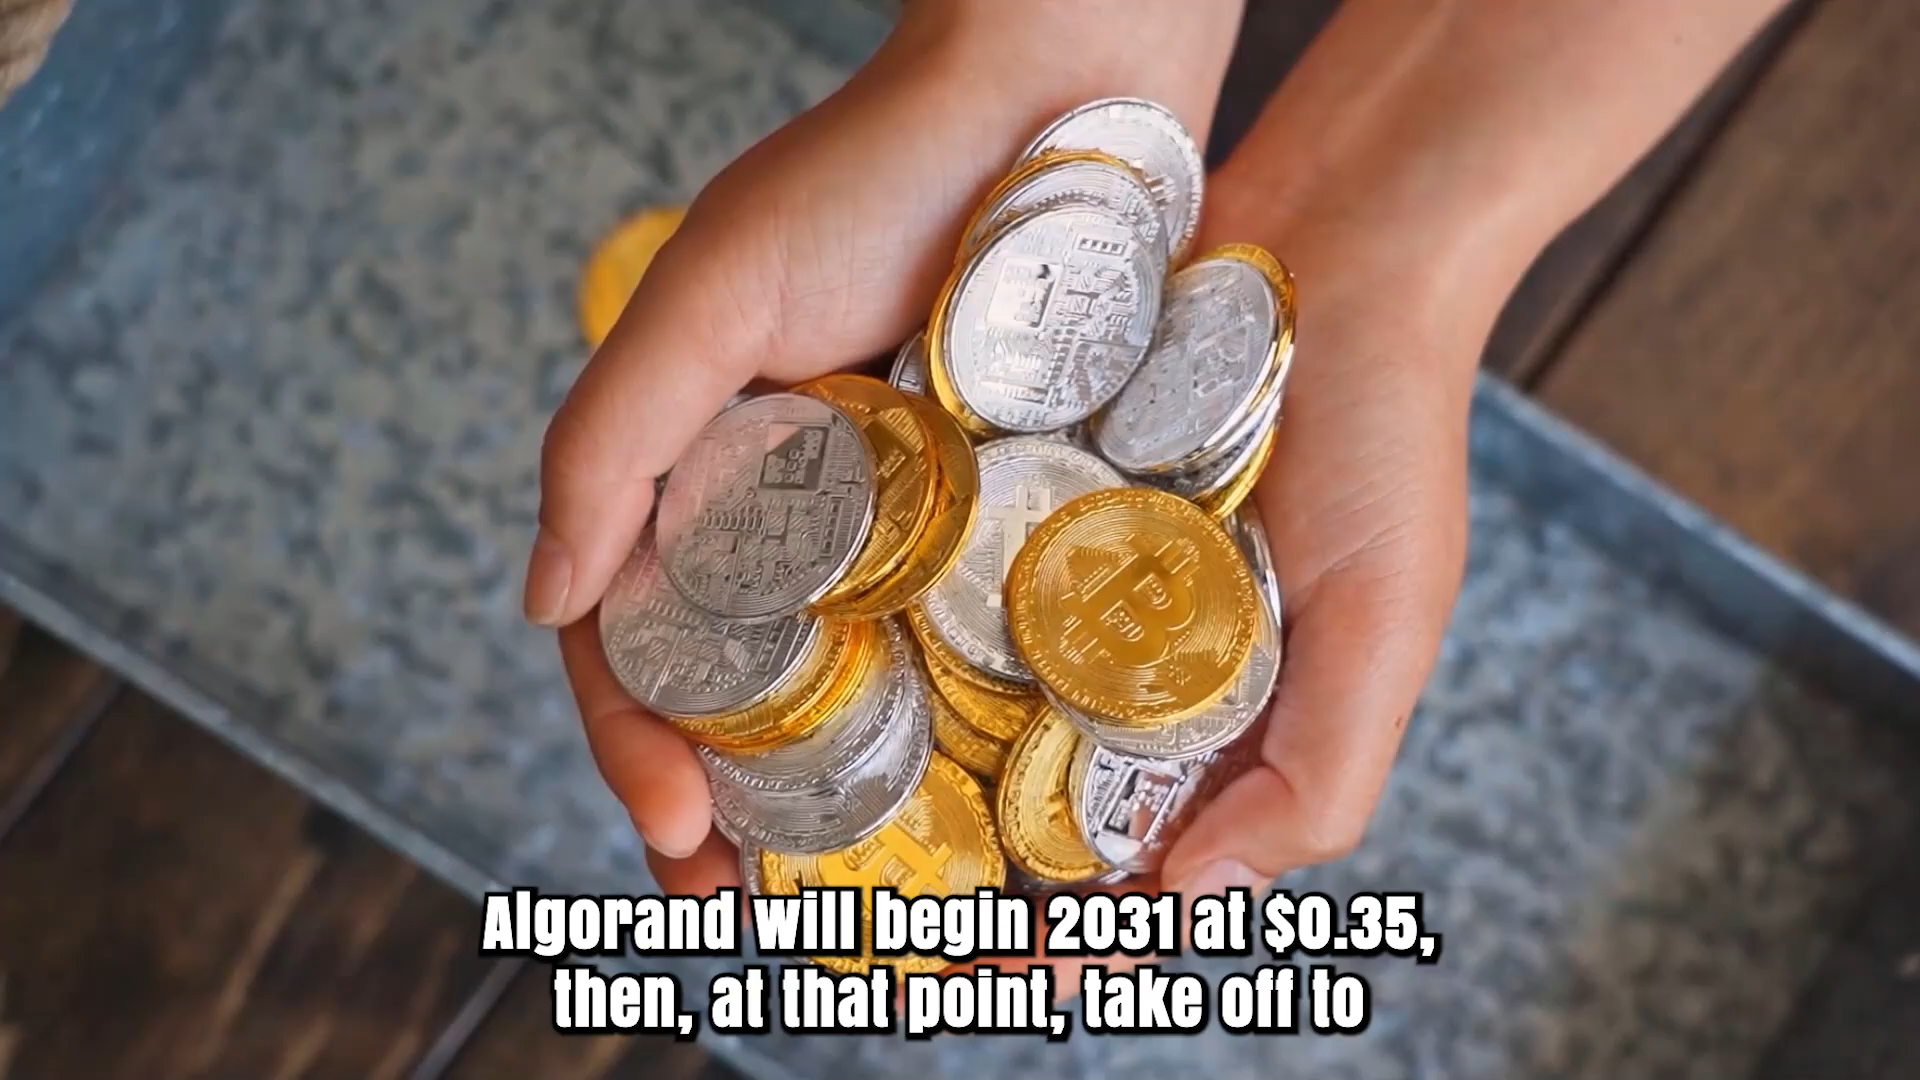 Algorand will begin 2031 at $0.35,
then, at that point, take off to